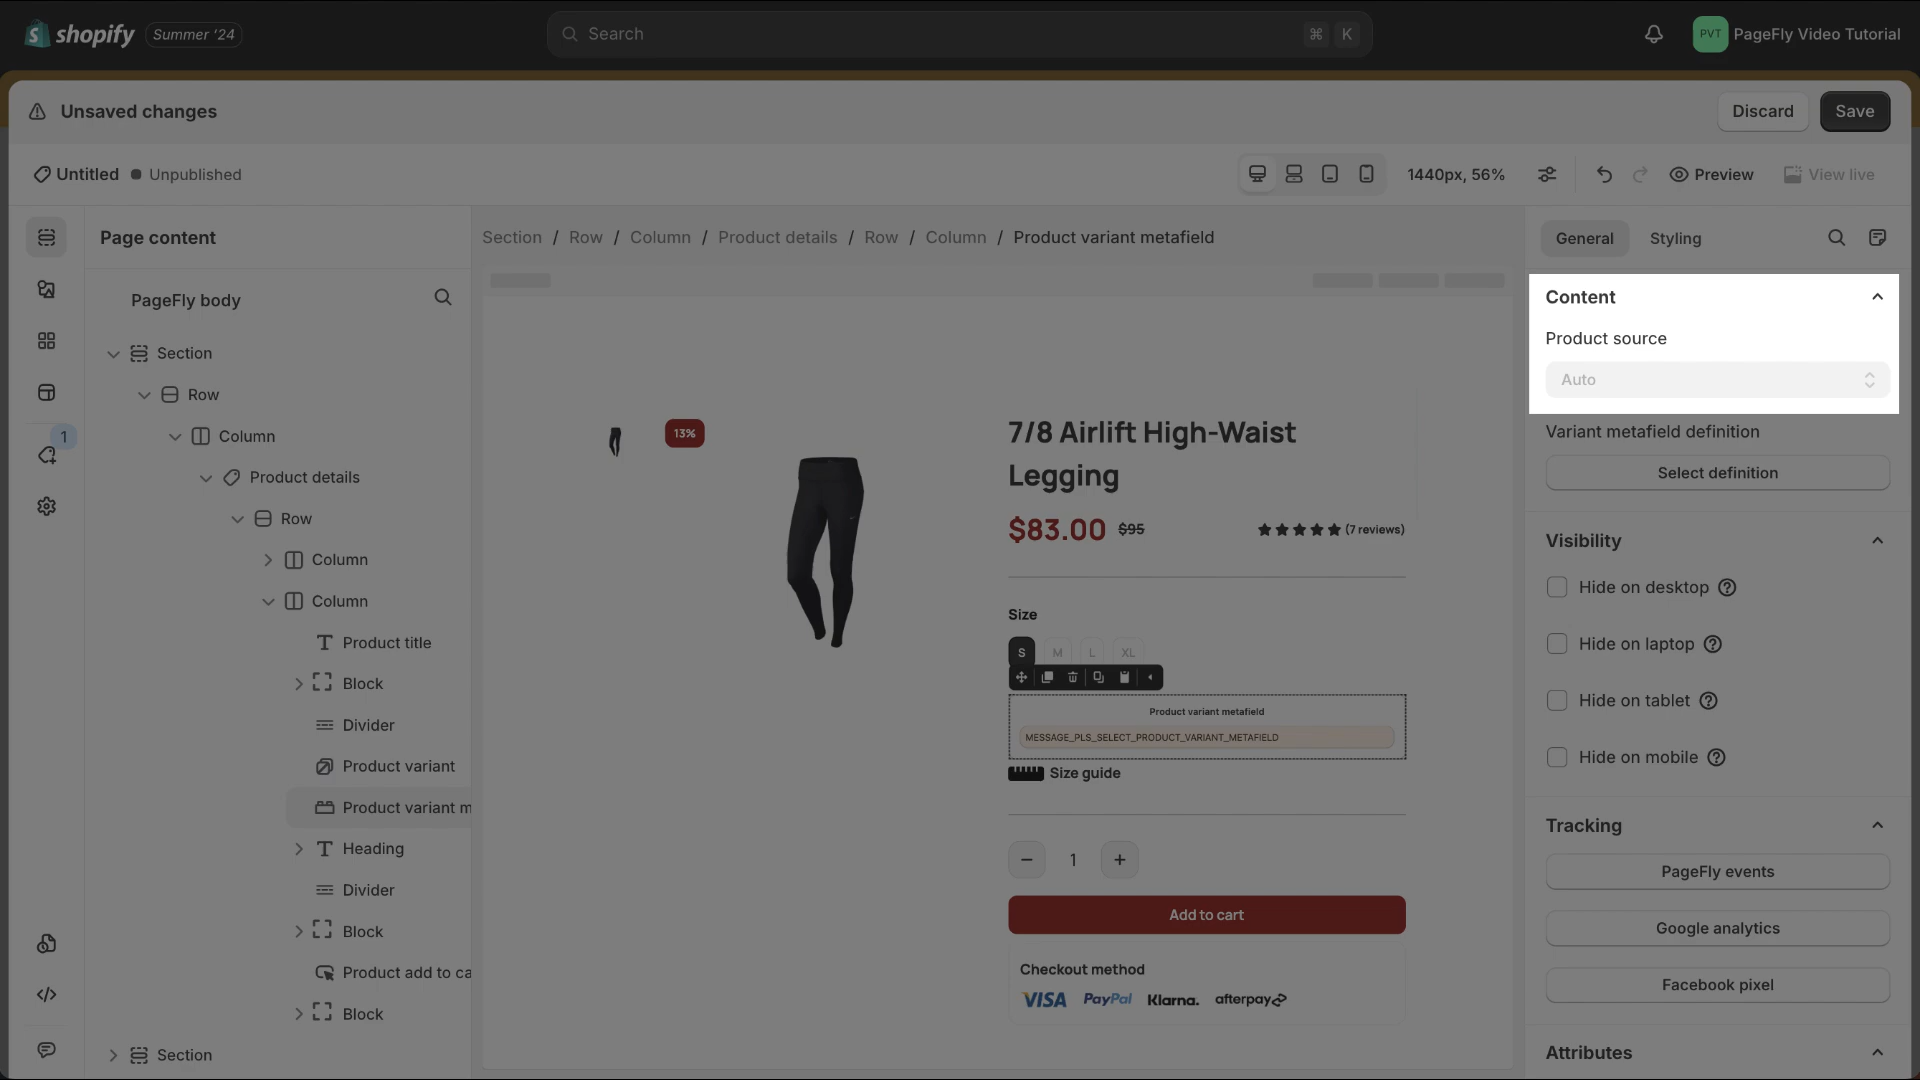 shopify Summer '24
Search ⌘ K
PVT PageFly Video Tutorial
Unsaved changes
Discard Save
Untitled Unpublished
1440px, 56%
Preview View live
Page content
PageFly body
Section
Row
Column
Product details
Row
Column
Column
Product title
Block
Divider
Product variant
Product variant m
Heading
Divider
Block
Product add to ca
Block
Section
1
Section / Row / Column / Product details / Row / Column / Product variant metafield
13%
7/8 Airlift High-Waist
Legging
$83.00 $95 (7 reviews)
Size
S M L XL
Product variant metafield
MESSAGE_PLS_SELECT_PRODUCT_VARIANT_METAFIELD
Size guide
− 1 +
Add to cart
Checkout method
VISA PayPal Klarna. afterpay
General Styling
Content
Product source
Auto
Variant metafield definition
Select definition
Visibility
Hide on desktop
Hide on laptop
Hide on tablet
Hide on mobile
Tracking
PageFly events
Google analytics
Facebook pixel
Attributes